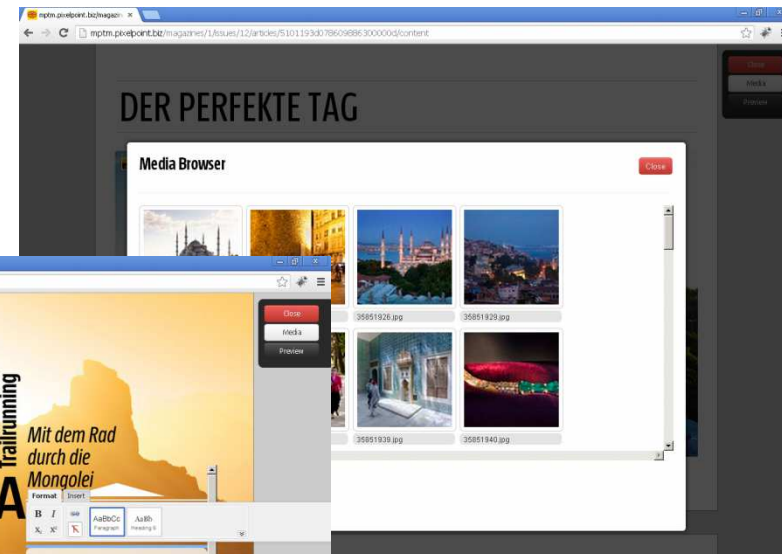 mptm.pixelpoint.biz/magazin
mptm.pixelpoint.biz/magazines/1/issues/12/articles/5101193d078609886300000d/content
Close
Media
Preview
DER PERFEKTE TAG
Media Browser
Close
35851926.jpg
35851929.jpg
35851939.jpg
35851940.jpg
Close
Media
Preview
Trailrunning
Mit dem Rad
durch die
Mongolei
A
Format Insert
B I
AaBbCc AaBb
Paragraph